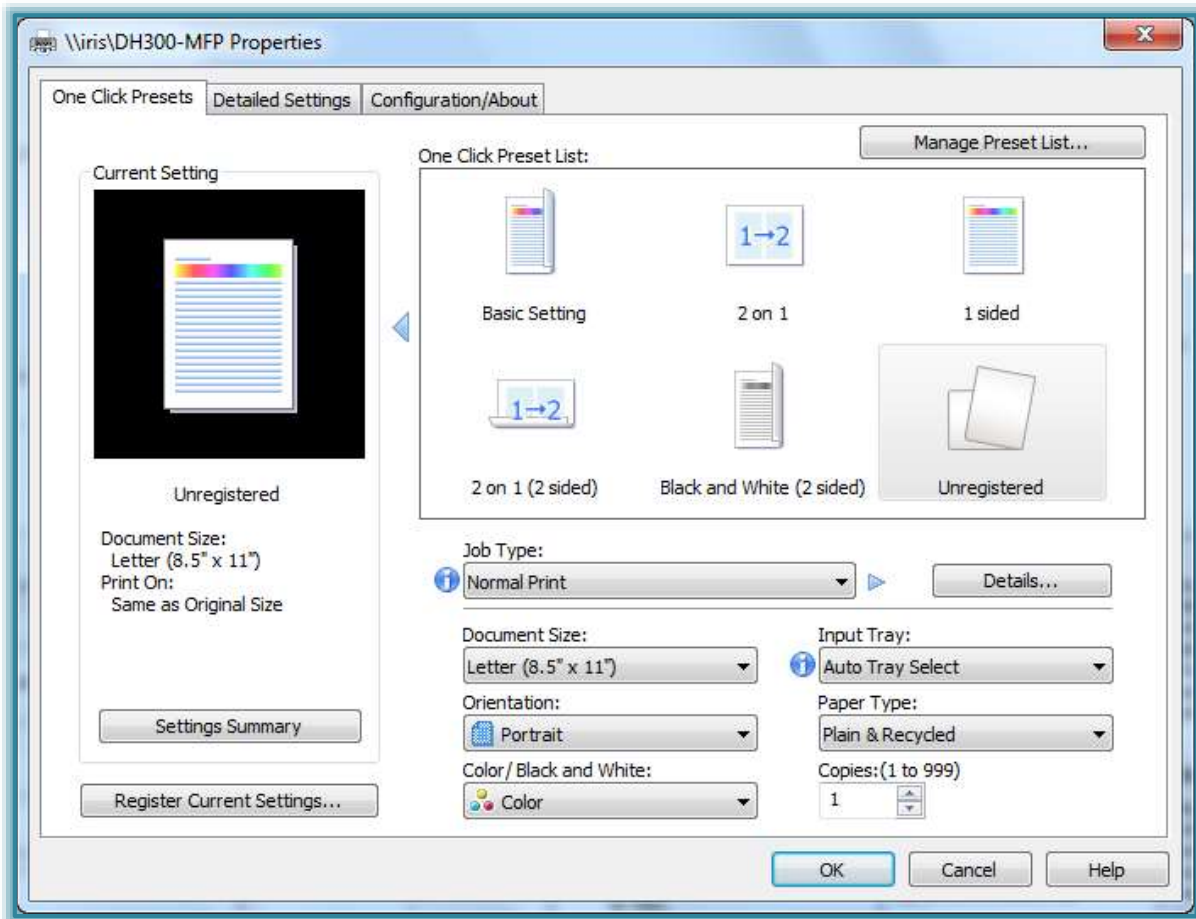 \\iris\DH300-MFP Properties
One Click Presets
Detailed Settings
Configuration/About
Manage Preset List...
Current Setting
Unregistered
Document Size:
Letter (8.5" x 11")
Print On:
Same as Original Size
Settings Summary
Register Current Settings...
One Click Preset List:
1→2
Basic Setting
2 on 1
1 sided
1→2
2 on 1 (2 sided)
Black and White (2 sided)
Unregistered
Job Type:
Normal Print
Details...
Document Size:
Letter (8.5" x 11")
Input Tray:
Auto Tray Select
Orientation:
Portrait
Paper Type:
Plain & Recycled
Color/Black and White:
Color
Copies:(1 to 999)
1
OK
Cancel
Help